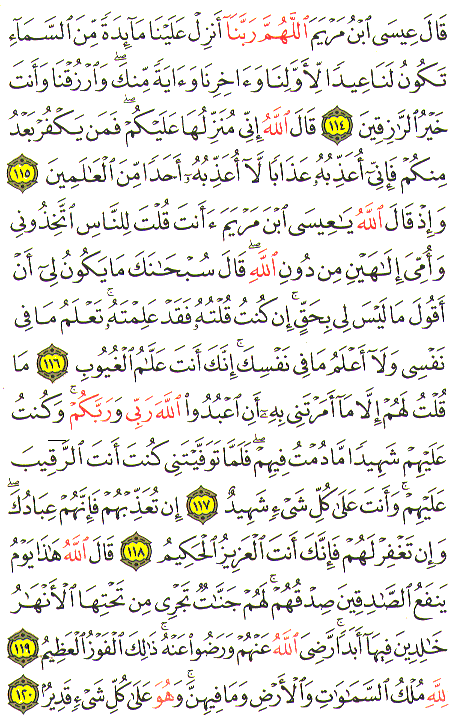 قَالَ عِيسَى ٱبْنُ مَرْيَمَ ٱللَّهُمَّ رَبَّنَآ أَنزِلْ عَلَيْنَا مَآئِدَةً مِّنَ ٱلسَّمَآءِ
تَكُونُ لَنَا عِيدًا لِّأَوَّلِنَا وَءَاخِرِنَا وَءَايَةً مِّنكَ ۖ وَٱرْزُقْنَا وَأَنتَ
خَيْرُ ٱلرَّٰزِقِينَ ١١٤ قَالَ ٱللَّهُ إِنِّى مُنَزِّلُهَا عَلَيْكُمْ ۖ فَمَن يَكْفُرْ بَعْدُ
مِنكُمْ فَإِنِّىٓ أُعَذِّبُهُۥ عَذَابًا لَّآ أُعَذِّبُهُۥٓ أَحَدًا مِّنَ ٱلْعَٰلَمِينَ ١١٥
وَإِذْ قَالَ ٱللَّهُ يَٰعِيسَى ٱبْنَ مَرْيَمَ ءَأَنتَ قُلْتَ لِلنَّاسِ ٱتَّخِذُونِى
وَأُمِّىَ إِلَٰهَيْنِ مِن دُونِ ٱللَّهِ ۖ قَالَ سُبْحَٰنَكَ مَا يَكُونُ لِىٓ أَنْ
أَقُولَ مَا لَيْسَ لِى بِحَقٍّ ۚ إِن كُنتُ قُلْتُهُۥ فَقَدْ عَلِمْتَهُۥ ۚ تَعْلَمُ مَا فِى
نَفْسِى وَلَآ أَعْلَمُ مَا فِى نَفْسِكَ ۚ إِنَّكَ أَنتَ عَلَّٰمُ ٱلْغُيُوبِ ١١٦ مَا
قُلْتُ لَهُمْ إِلَّا مَآ أَمَرْتَنِى بِهِۦٓ أَنِ ٱعْبُدُوا۟ ٱللَّهَ رَبِّى وَرَبَّكُمْ ۚ وَكُنتُ
عَلَيْهِمْ شَهِيدًا مَّا دُمْتُ فِيهِمْ ۖ فَلَمَّا تَوَفَّيْتَنِى كُنتَ أَنتَ ٱلرَّقِيبَ
عَلَيْهِمْ ۚ وَأَنتَ عَلَىٰ كُلِّ شَىْءٍ شَهِيدٌ ١١٧ إِن تُعَذِّبْهُمْ فَإِنَّهُمْ عِبَادُكَ ۖ
وَإِن تَغْفِرْ لَهُمْ فَإِنَّكَ أَنتَ ٱلْعَزِيزُ ٱلْحَكِيمُ ١١٨ قَالَ ٱللَّهُ هَٰذَا يَوْمُ
يَنفَعُ ٱلصَّٰدِقِينَ صِدْقُهُمْ ۚ لَهُمْ جَنَّٰتٌ تَجْرِى مِن تَحْتِهَا ٱلْأَنْهَٰرُ
خَٰلِدِينَ فِيهَآ أَبَدًا ۚ رَّضِىَ ٱللَّهُ عَنْهُمْ وَرَضُوا۟ عَنْهُ ۚ ذَٰلِكَ ٱلْفَوْزُ ٱلْعَظِيمُ ١١٩
لِلَّهِ مُلْكُ ٱلسَّمَٰوَٰتِ وَٱلْأَرْضِ وَمَا فِيهِنَّ ۚ وَهُوَ عَلَىٰ كُلِّ شَىْءٍ قَدِيرٌۢ ١٢٠